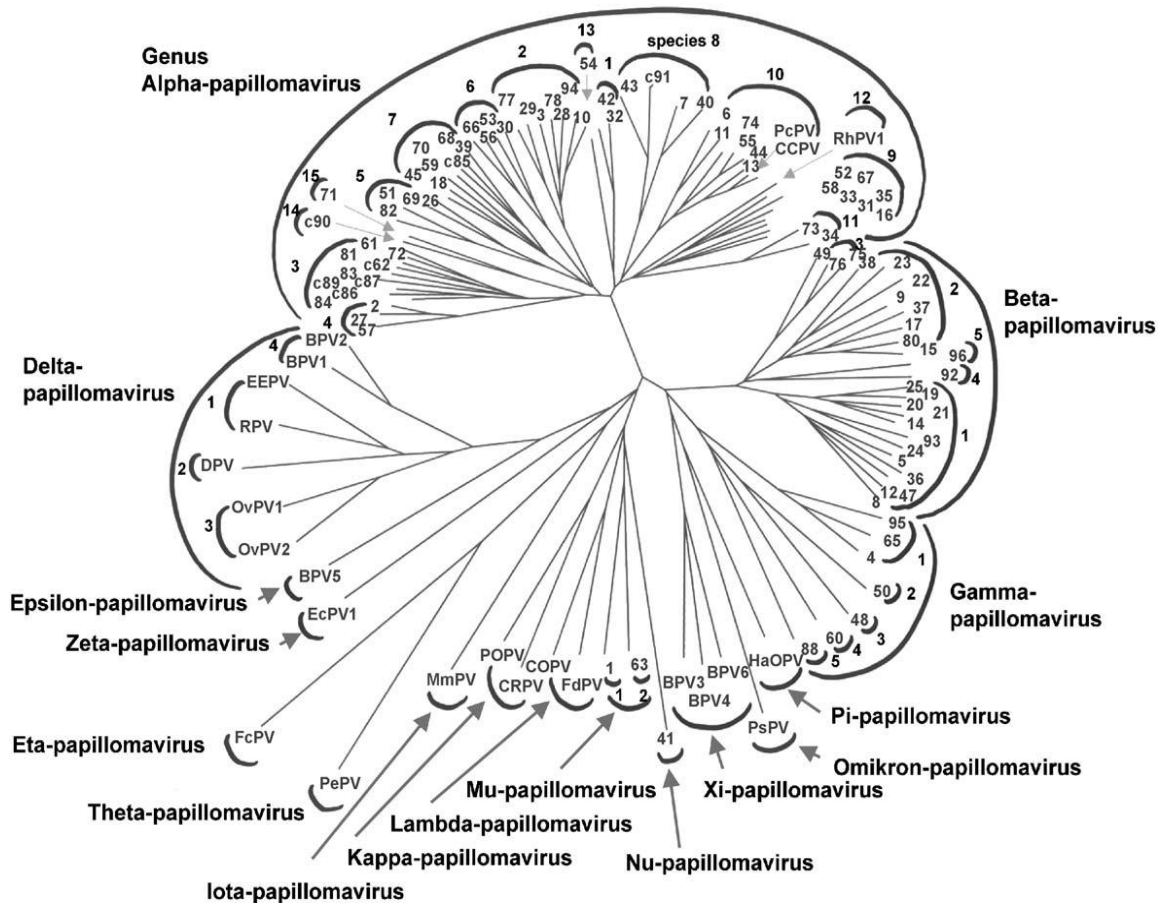 Genus
Alpha-papillomavirus
13
54
2
1
species 8
94
42
43
c91
7
40
10
6
74
11
55
44
13
PcPV
CCPV
12
RhPV1
9
52
67
58
33
35
31
16
11
73
34
6
77
78
29
3
28
10
32
53
66
30
56
7
68
39
70
c85
59
45
18
5
51
69
26
82
15
71
14
c90
61
3
81
72
c62
83
c89
c87
c86
84
2
4
27
57
Delta-
papillomavirus
4
BPV2
BPV1
1
EEPV
RPV
2
DPV
3
OvPV1
OvPV2
Beta-
papillomavirus
3
49
75
76
38
23
22
2
9
37
17
80
15
5
96
92
4
25
19
20
21
14
1
93
24
5
36
12
47
8
Gamma-
papillomavirus
95
65
4
1
50
2
48
3
60
4
88
5
Epsilon-papillomavirus
BPV5
Zeta-papillomavirus
EcPV1
Eta-papillomavirus
FcPV
Theta-papillomavirus
PePV
Iota-papillomavirus
MmPV
Kappa-papillomavirus
POPV
CRPV
Lambda-papillomavirus
COPV
FdPV
Mu-papillomavirus
1
63
1
2
Nu-papillomavirus
41
Xi-papillomavirus
BPV3
BPV6
BPV4
Omikron-papillomavirus
PsPV
Pi-papillomavirus
HaOPV